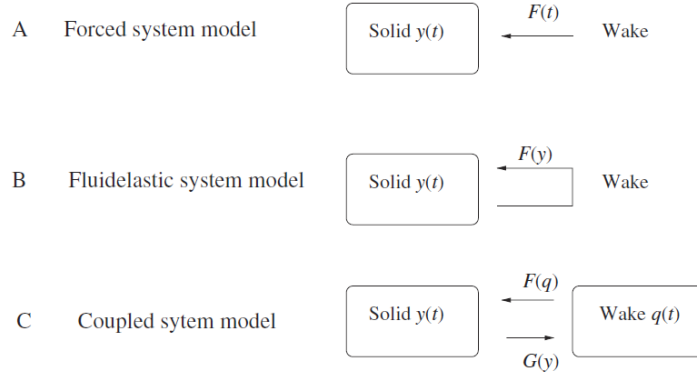 F(t)
A Forced system model Solid y(t) Wake
F(y)
B Fluidelastic system model Solid y(t) Wake
F(q)
C Coupled sytem model Solid y(t) Wake q(t)
G(y)